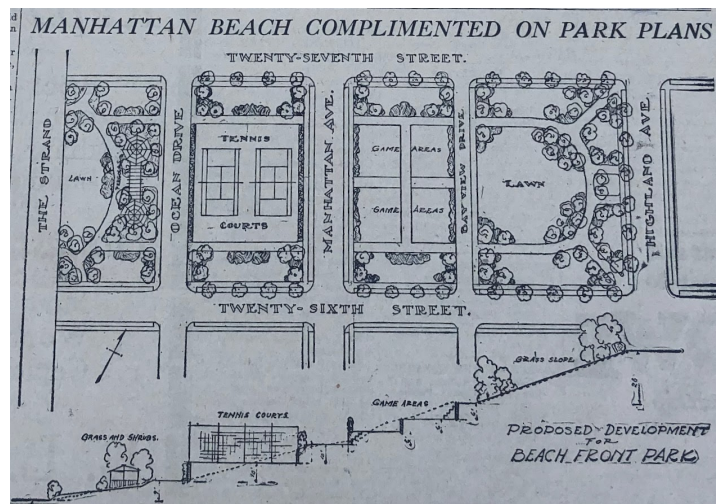 MANHATTAN BEACH COMPLIMENTED ON PARK PLANS
TWENTY-SEVENTH STREET.
THE STRAND
LAWN
OCEAN DRIVE
TENNIS
COURTS
MANHATTAN AVE.
GAME AREAS
GAME AREAS
BAYVIEW DRIVE
LAWN
HIGHLAND AVE.
TWENTY-SIXTH STREET.
GRASS SLOPE
GAME AREAS
TENNIS COURTS
GRASS AND SHRUBS.
PROPOSED DEVELOPMENT
FOR
BEACH FRONT PARK